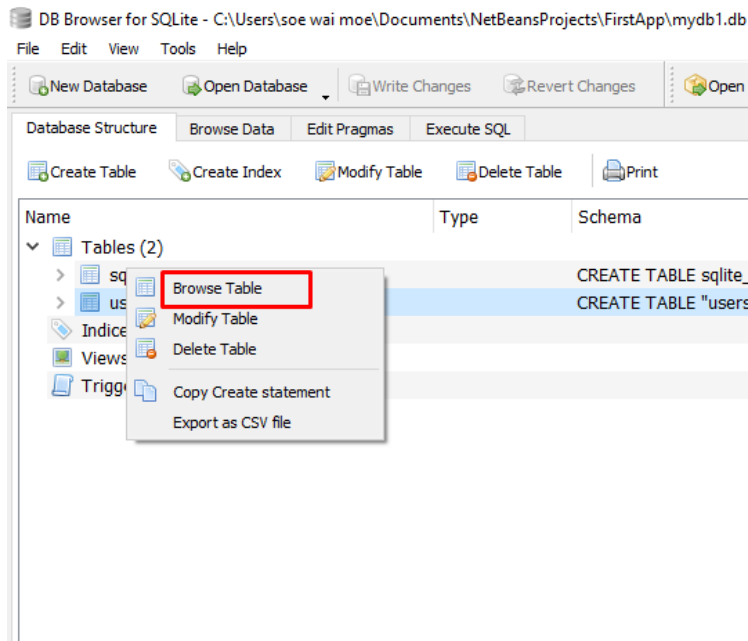 DB Browser for SQLite - C:\Users\soe wai moe\Documents\NetBeansProjects\FirstApp\mydb1.db
File Edit View Tools Help
New Database Open Database Write Changes Revert Changes Open
Database Structure Browse Data Edit Pragmas Execute SQL
Create Table Create Index Modify Table Delete Table Print
Name Type Schema
Tables (2)
sq CREATE TABLE sqlite_
us CREATE TABLE "users
Indice
Views
Trigge
Browse Table
Modify Table
Delete Table
Copy Create statement
Export as CSV file